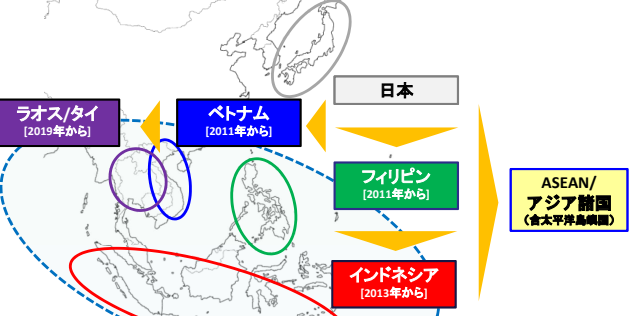 日本
ラオス/タイ
[2019年から]
ベトナム
[2011年から]
フィリピン
[2011年から]
ASEAN/
アジア諸国
（含太平洋島嶼国）
インドネシア
[2013年から]